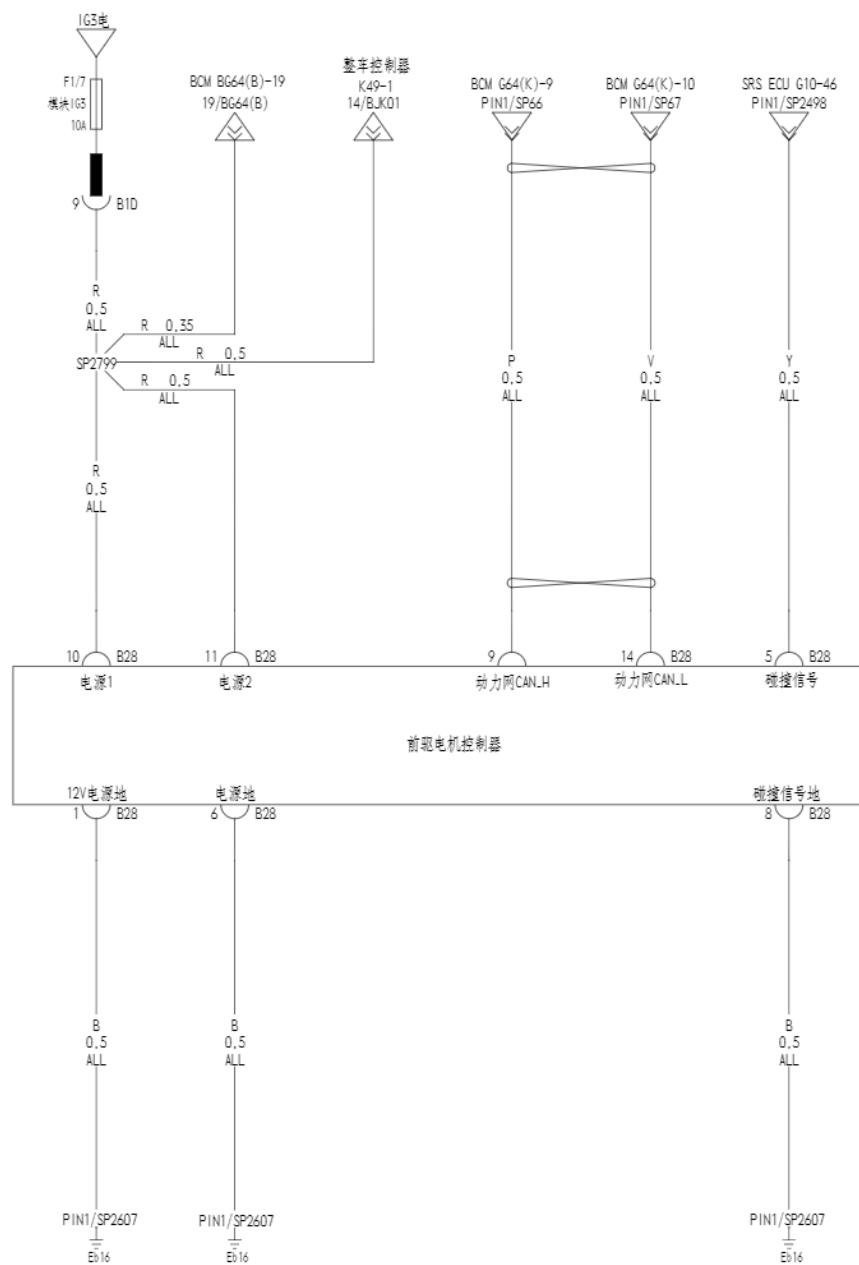 IG3电
F1/7
模块IG3
10A
9 B1D
BCM BG64(B)-19
19/BG64(B)
整车控制器
K49-1
14/BJK01
BCM G64(K)-9
PIN1/SP66
BCM G64(K)-10
PIN1/SP67
SRS ECU G10-46
PIN1/SP2498
R
0.5
ALL
R 0.35
ALL
R 0.5
ALL
SP2799
R 0.5
ALL
P
0.5
ALL
V
0.5
ALL
Y
0.5
ALL
R
0.5
ALL
10 B28
11 B28
9
14 B28
5 B28
电源1
电源2
动力网CAN_H
动力网CAN_L
碰撞信号
前驱电机控制器
12V电源地
电源地
碰撞信号地
1 B28
6 B28
8 B28
B
0.5
ALL
B
0.5
ALL
B
0.5
ALL
PIN1/SP2607
Eb16
PIN1/SP2607
Eb16
PIN1/SP2607
Eb16